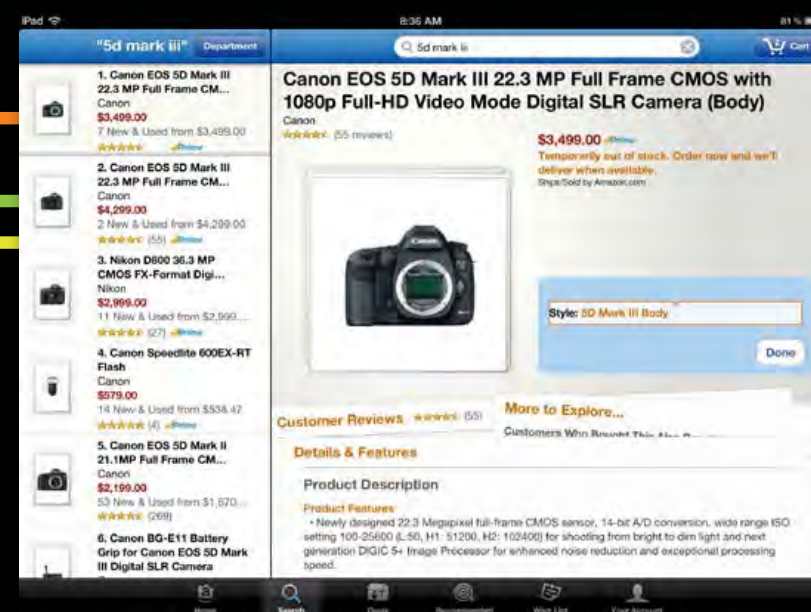 iPad
8:36 AM
81%
"5d mark iii"
Department
5d mark iii
Cart
1. Canon EOS 5D Mark III
22.3 MP Full Frame CM...
Canon
$3,499.00
7 New & Used from $3,499.00
Prime
2. Canon EOS 5D Mark III
22.3 MP Full Frame CM...
Canon
$4,299.00
2 New & Used from $4,299.00
(55) Prime
3. Nikon D800 36.3 MP
CMOS FX-Format Digi...
Nikon
$2,999.00
11 New & Used from $2,999....
(27) Prime
4. Canon Speedlite 600EX-RT
Flash
Canon
$579.00
14 New & Used from $538.47
(4) Prime
5. Canon EOS 5D Mark II
21.1MP Full Frame CM...
Canon
$2,199.00
53 New & Used from $1,670...
(269)
6. Canon BG-E11 Battery
Grip for Canon EOS 5D Mark
III Digital SLR Camera
Canon EOS 5D Mark III 22.3 MP Full Frame CMOS with
1080p Full-HD Video Mode Digital SLR Camera (Body)
Canon
(55 reviews)
$3,499.00 Prime
Temporarily out of stock. Order now and we'll
deliver when available.
Ships/Sold by Amazon.com
Canon
Style: 5D Mark III Body
Done
Customer Reviews (55)
More to Explore...
Customers Who Bought This Also
Details & Features
Product Description
Product Features
• Newly designed 22.3 Megapixel full-frame CMOS sensor, 14-bit A/D conversion, wide range ISO
setting 100-25600 (L:50, H1: 51200, H2: 102400) for shooting from bright to dim light and next
generation DIGIC 5+ Image Processor for enhanced noise reduction and exceptional processing
speed.
Home
Search
Deals
Recommended
Wish List
Your Account